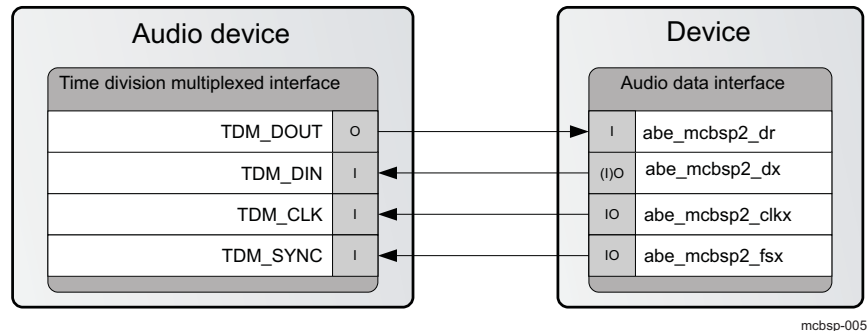 Audio device
Device
Time division multiplexed interface
Audio data interface
TDM_DOUT O I abe_mcbsp2_dr
TDM_DIN I (I)O abe_mcbsp2_dx
TDM_CLK I IO abe_mcbsp2_clkx
TDM_SYNC I IO abe_mcbsp2_fsx
mcbsp-005